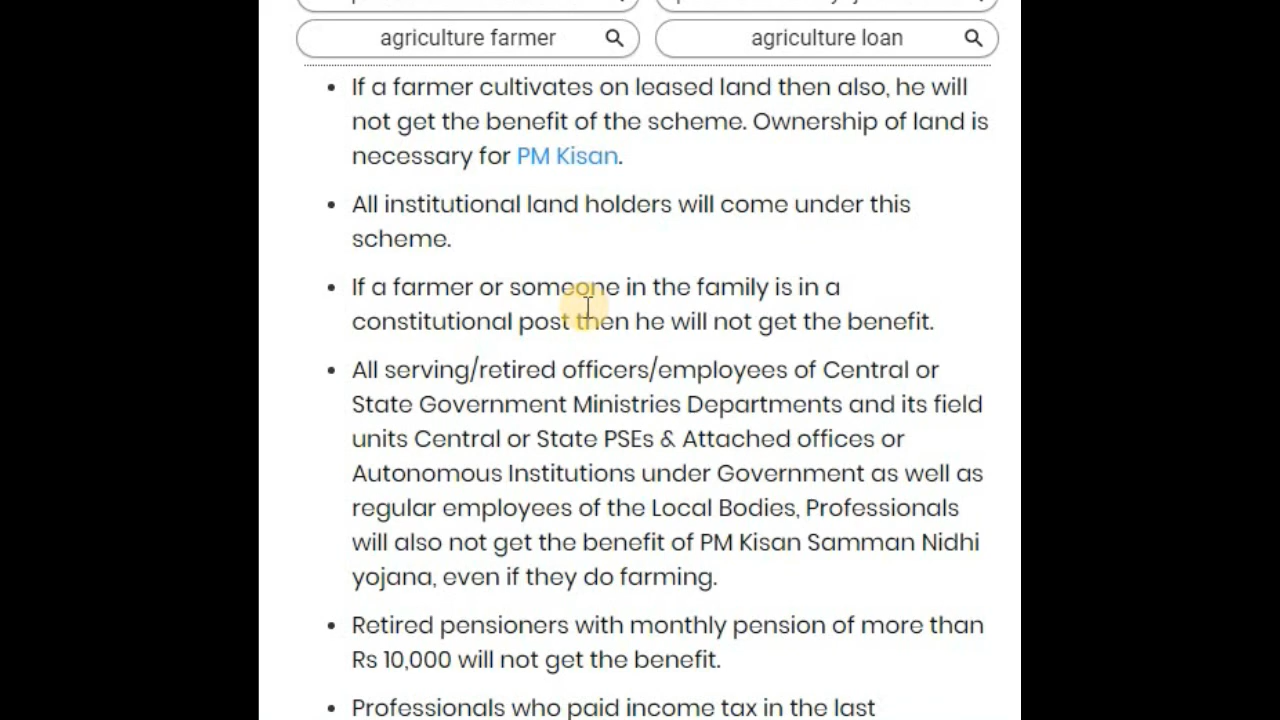 agriculture farmer
agriculture loan
• If a farmer cultivates on leased land then also, he will
not get the benefit of the scheme. Ownership of land is
necessary for PM Kisan.
• All institutional land holders will come under this
scheme.
• If a farmer or someone in the family is in a
constitutional post then he will not get the benefit.
• All serving/retired officers/employees of Central or
State Government Ministries Departments and its field
units Central or State PSEs & Attached offices or
Autonomous Institutions under Government as well as
regular employees of the Local Bodies, Professionals
will also not get the benefit of PM Kisan Samman Nidhi
yojana, even if they do farming.
• Retired pensioners with monthly pension of more than
Rs 10,000 will not get the benefit.
• Professionals who paid income tax in the last